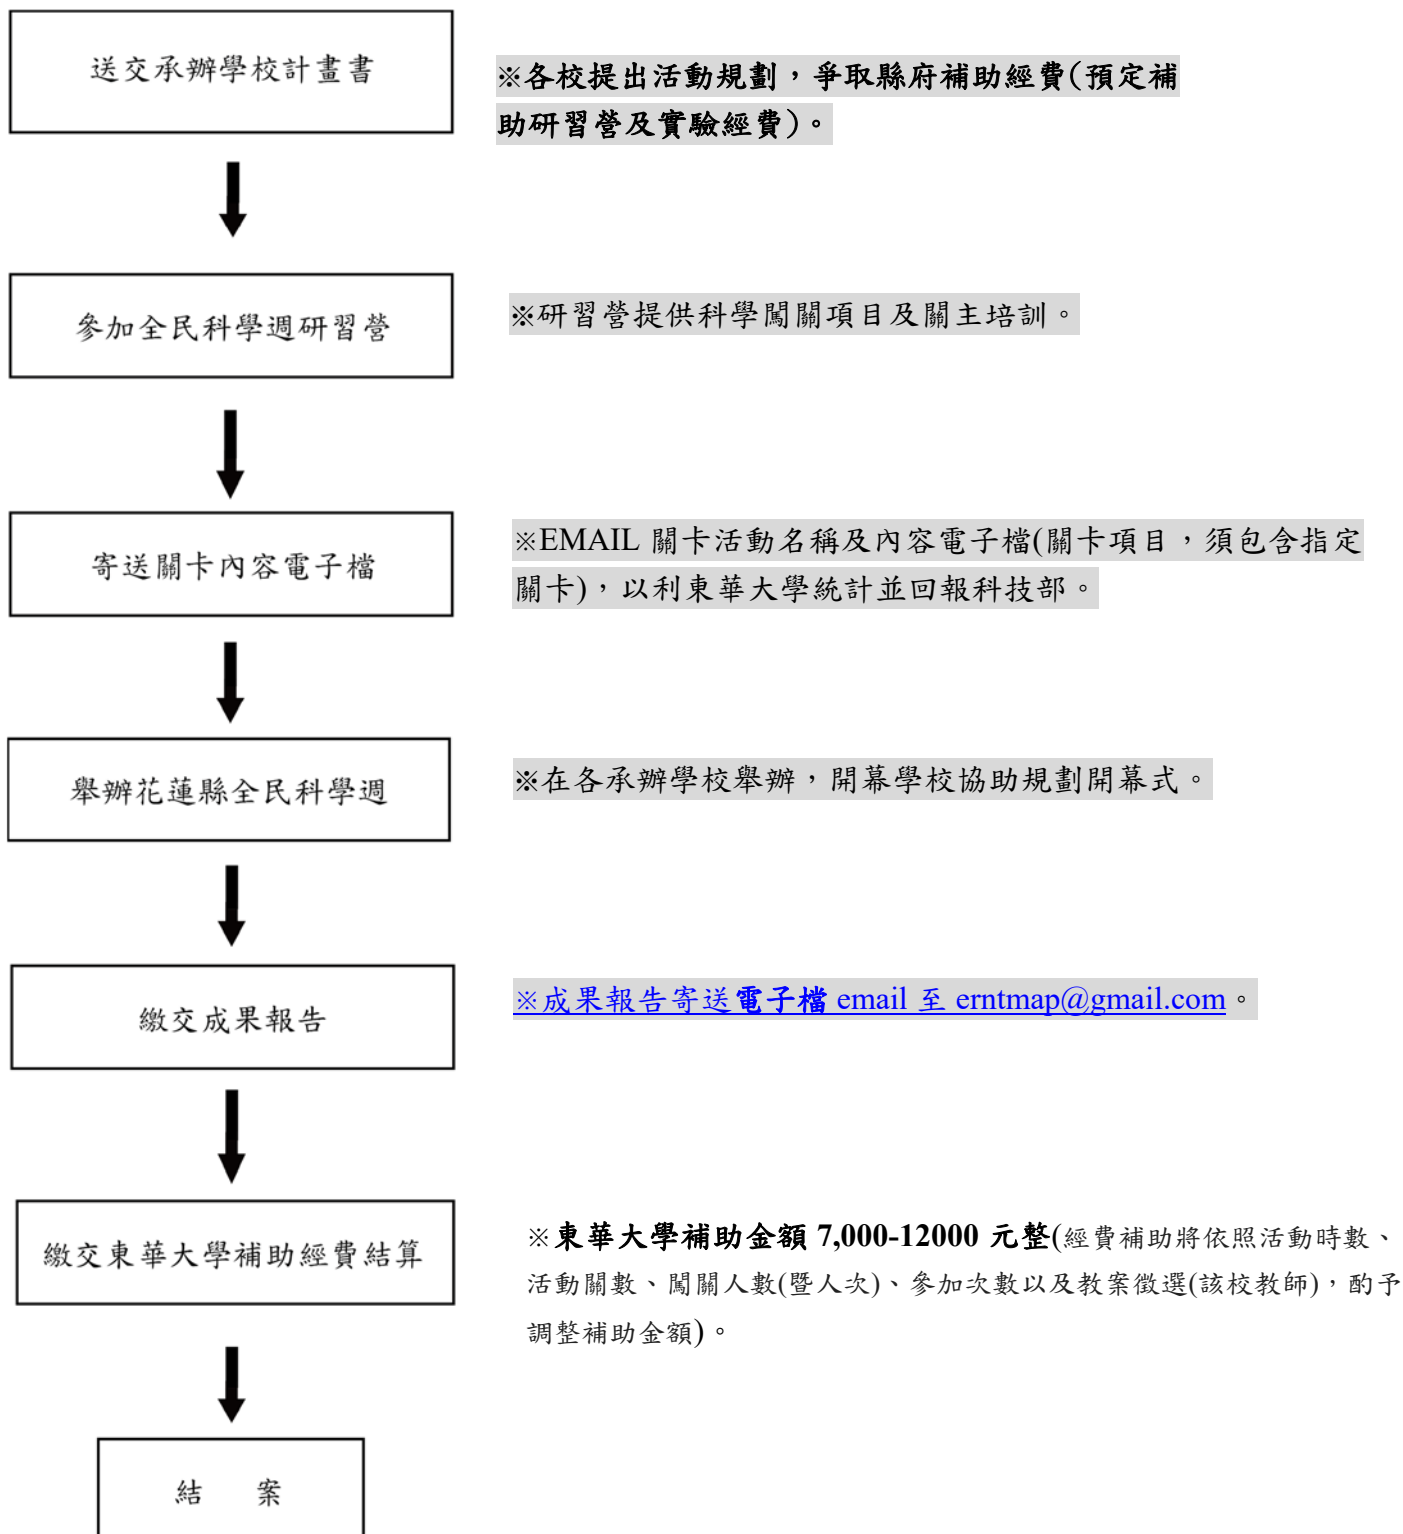 送交承辦學校計畫書
※各校提出活動規劃，爭取縣府補助經費(預定補
助研習營及實驗經費)。
參加全民科學週研習營
※研習營提供科學闖關項目及關主培訓。
寄送關卡內容電子檔
※EMAIL 關卡活動名稱及內容電子檔(關卡項目，須包含指定
關卡)，以利東華大學統計並回報科技部。
舉辦花蓮縣全民科學週
※在各承辦學校舉辦，開幕學校協助規劃開幕式。
繳交成果報告
※成果報告寄送電子檔 email 至 erntmap@gmail.com。
繳交東華大學補助經費結算
※東華大學補助金額 7,000-12000 元整(經費補助將依照活動時數、
活動關數、闖關人數(暨人次)、參加次數以及教案徵選(該校教師)，酌予
調整補助金額)。
結　案